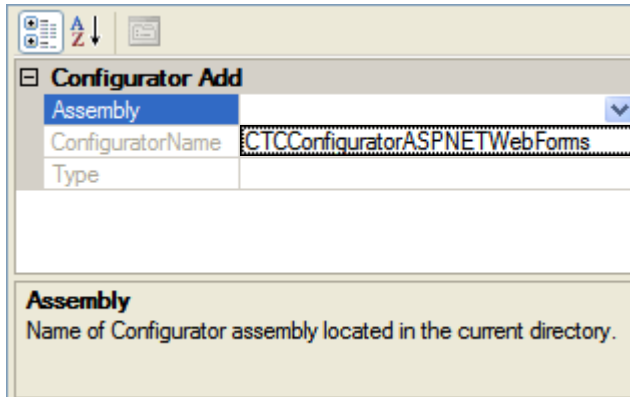 A
Z
Configurator Add
Assembly
ConfiguratorName CTCConfiguratorASPNETWebForms
Type
Assembly
Name of Configurator assembly located in the current directory.